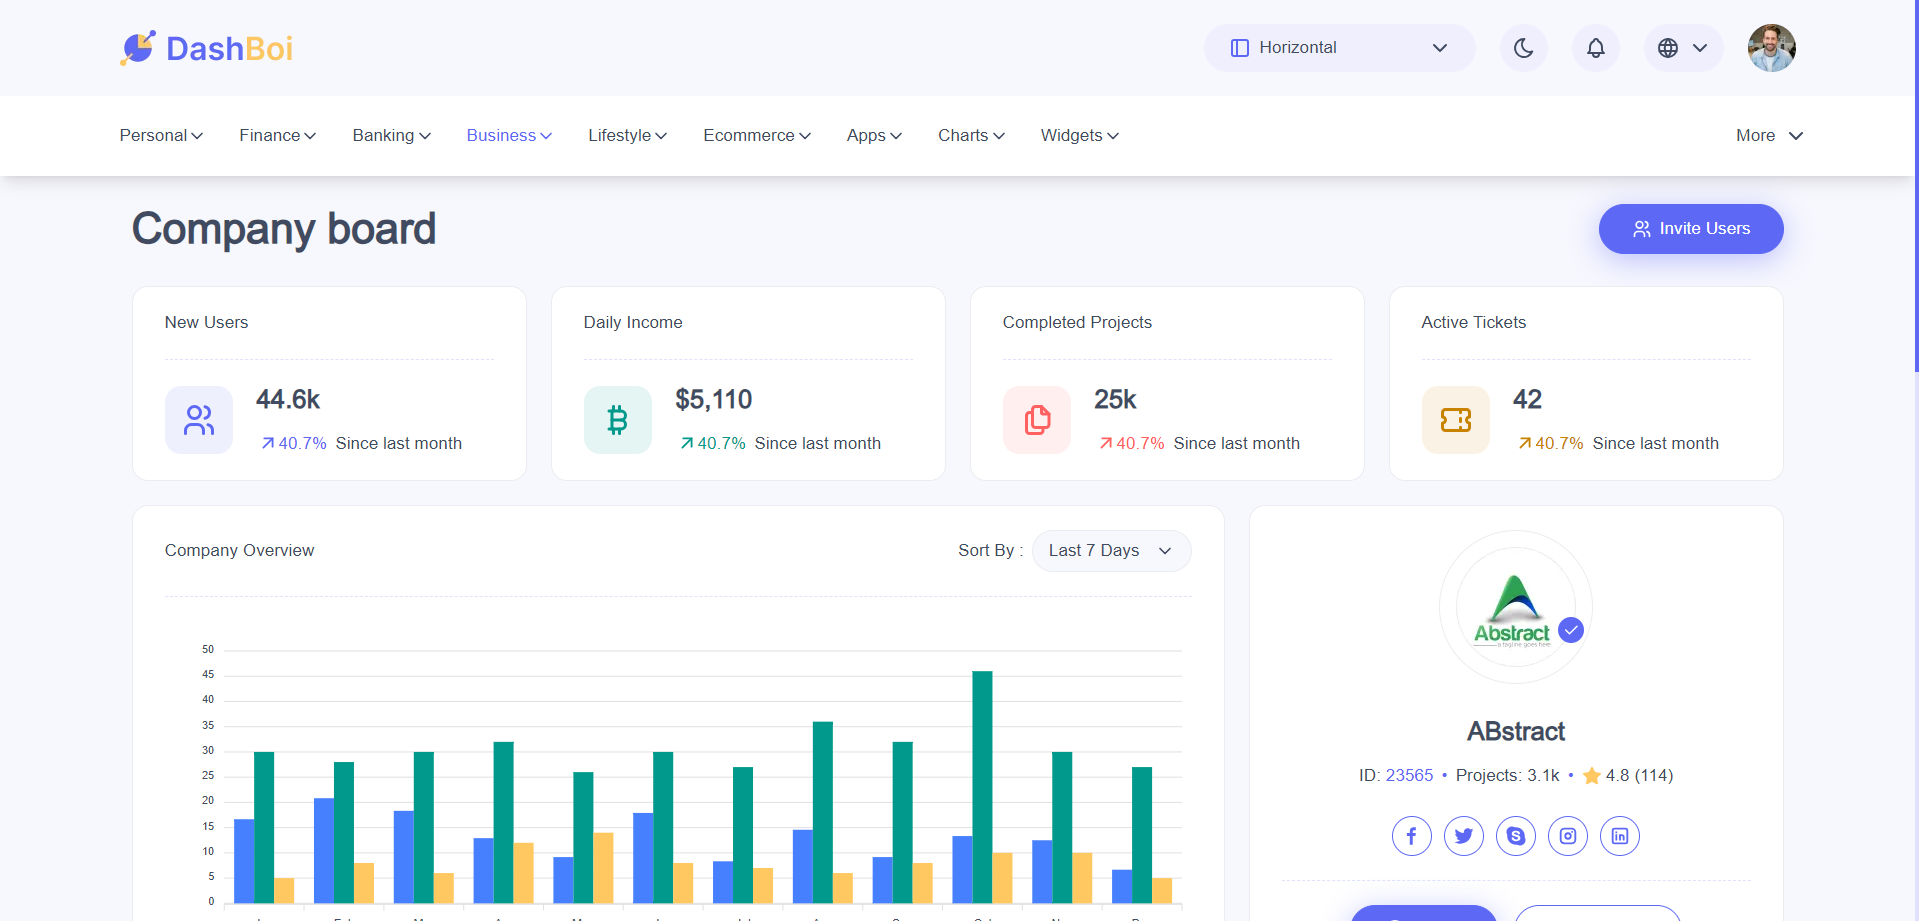 DashBoi
Horizontal
Personal Finance Banking Business Lifestyle Ecommerce Apps Charts Widgets More
Company board
Invite Users
New Users
44.6k
40.7% Since last month
Daily Income
$5,110
40.7% Since last month
Completed Projects
25k
40.7% Since last month
Active Tickets
42
40.7% Since last month
Company Overview
Sort By : Last 7 Days
50
45
40
35
30
25
20
15
10
5
0
Abstract
a tagline goes here
ABstract
ID: 23565 • Projects: 3.1k • 4.8 (114)